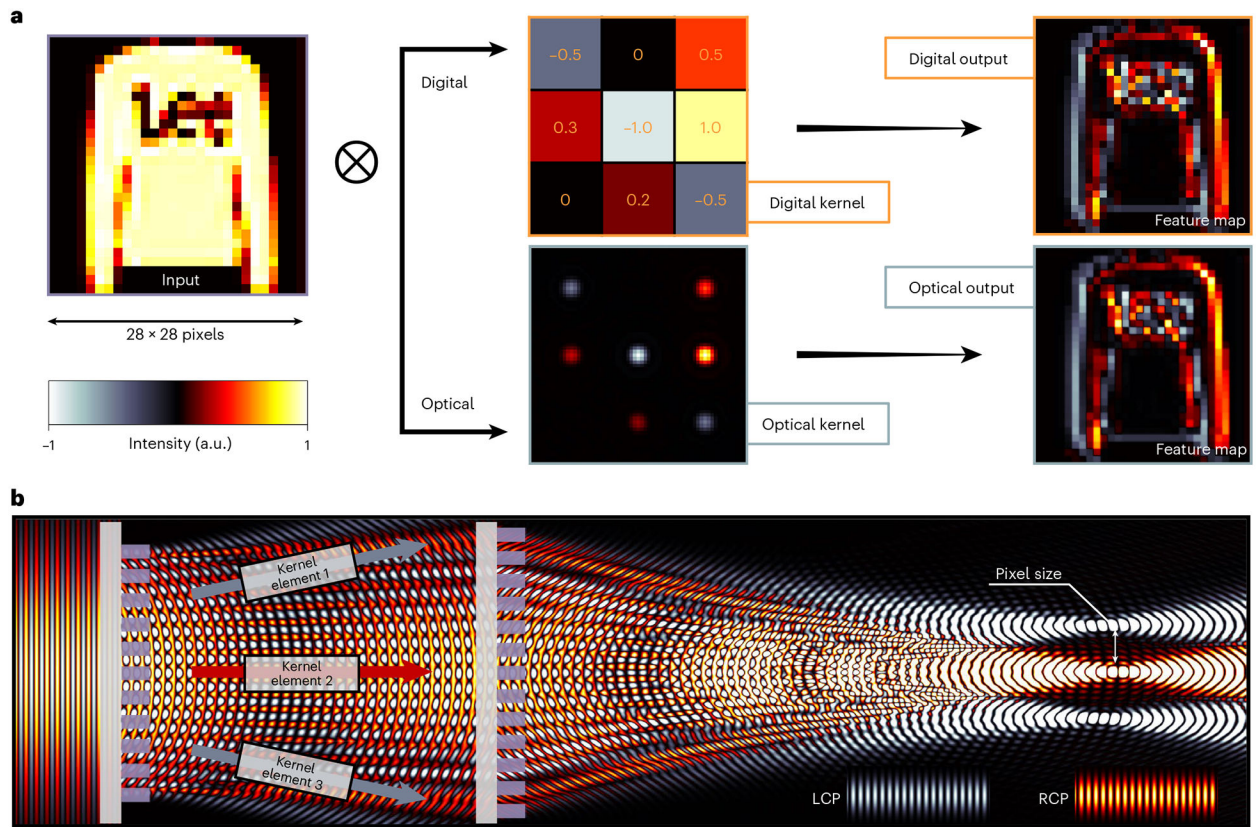 a
Digital
Optical
Input
28 × 28 pixels
−1
Intensity (a.u.)
1
−0.5
0
0.5
0.3
−1.0
1.0
0
0.2
−0.5
Digital kernel
Optical kernel
Digital output
Feature map
Optical output
Feature map
b
Kernel
element 1
Kernel
element 2
Kernel
element 3
Pixel size
LCP
RCP